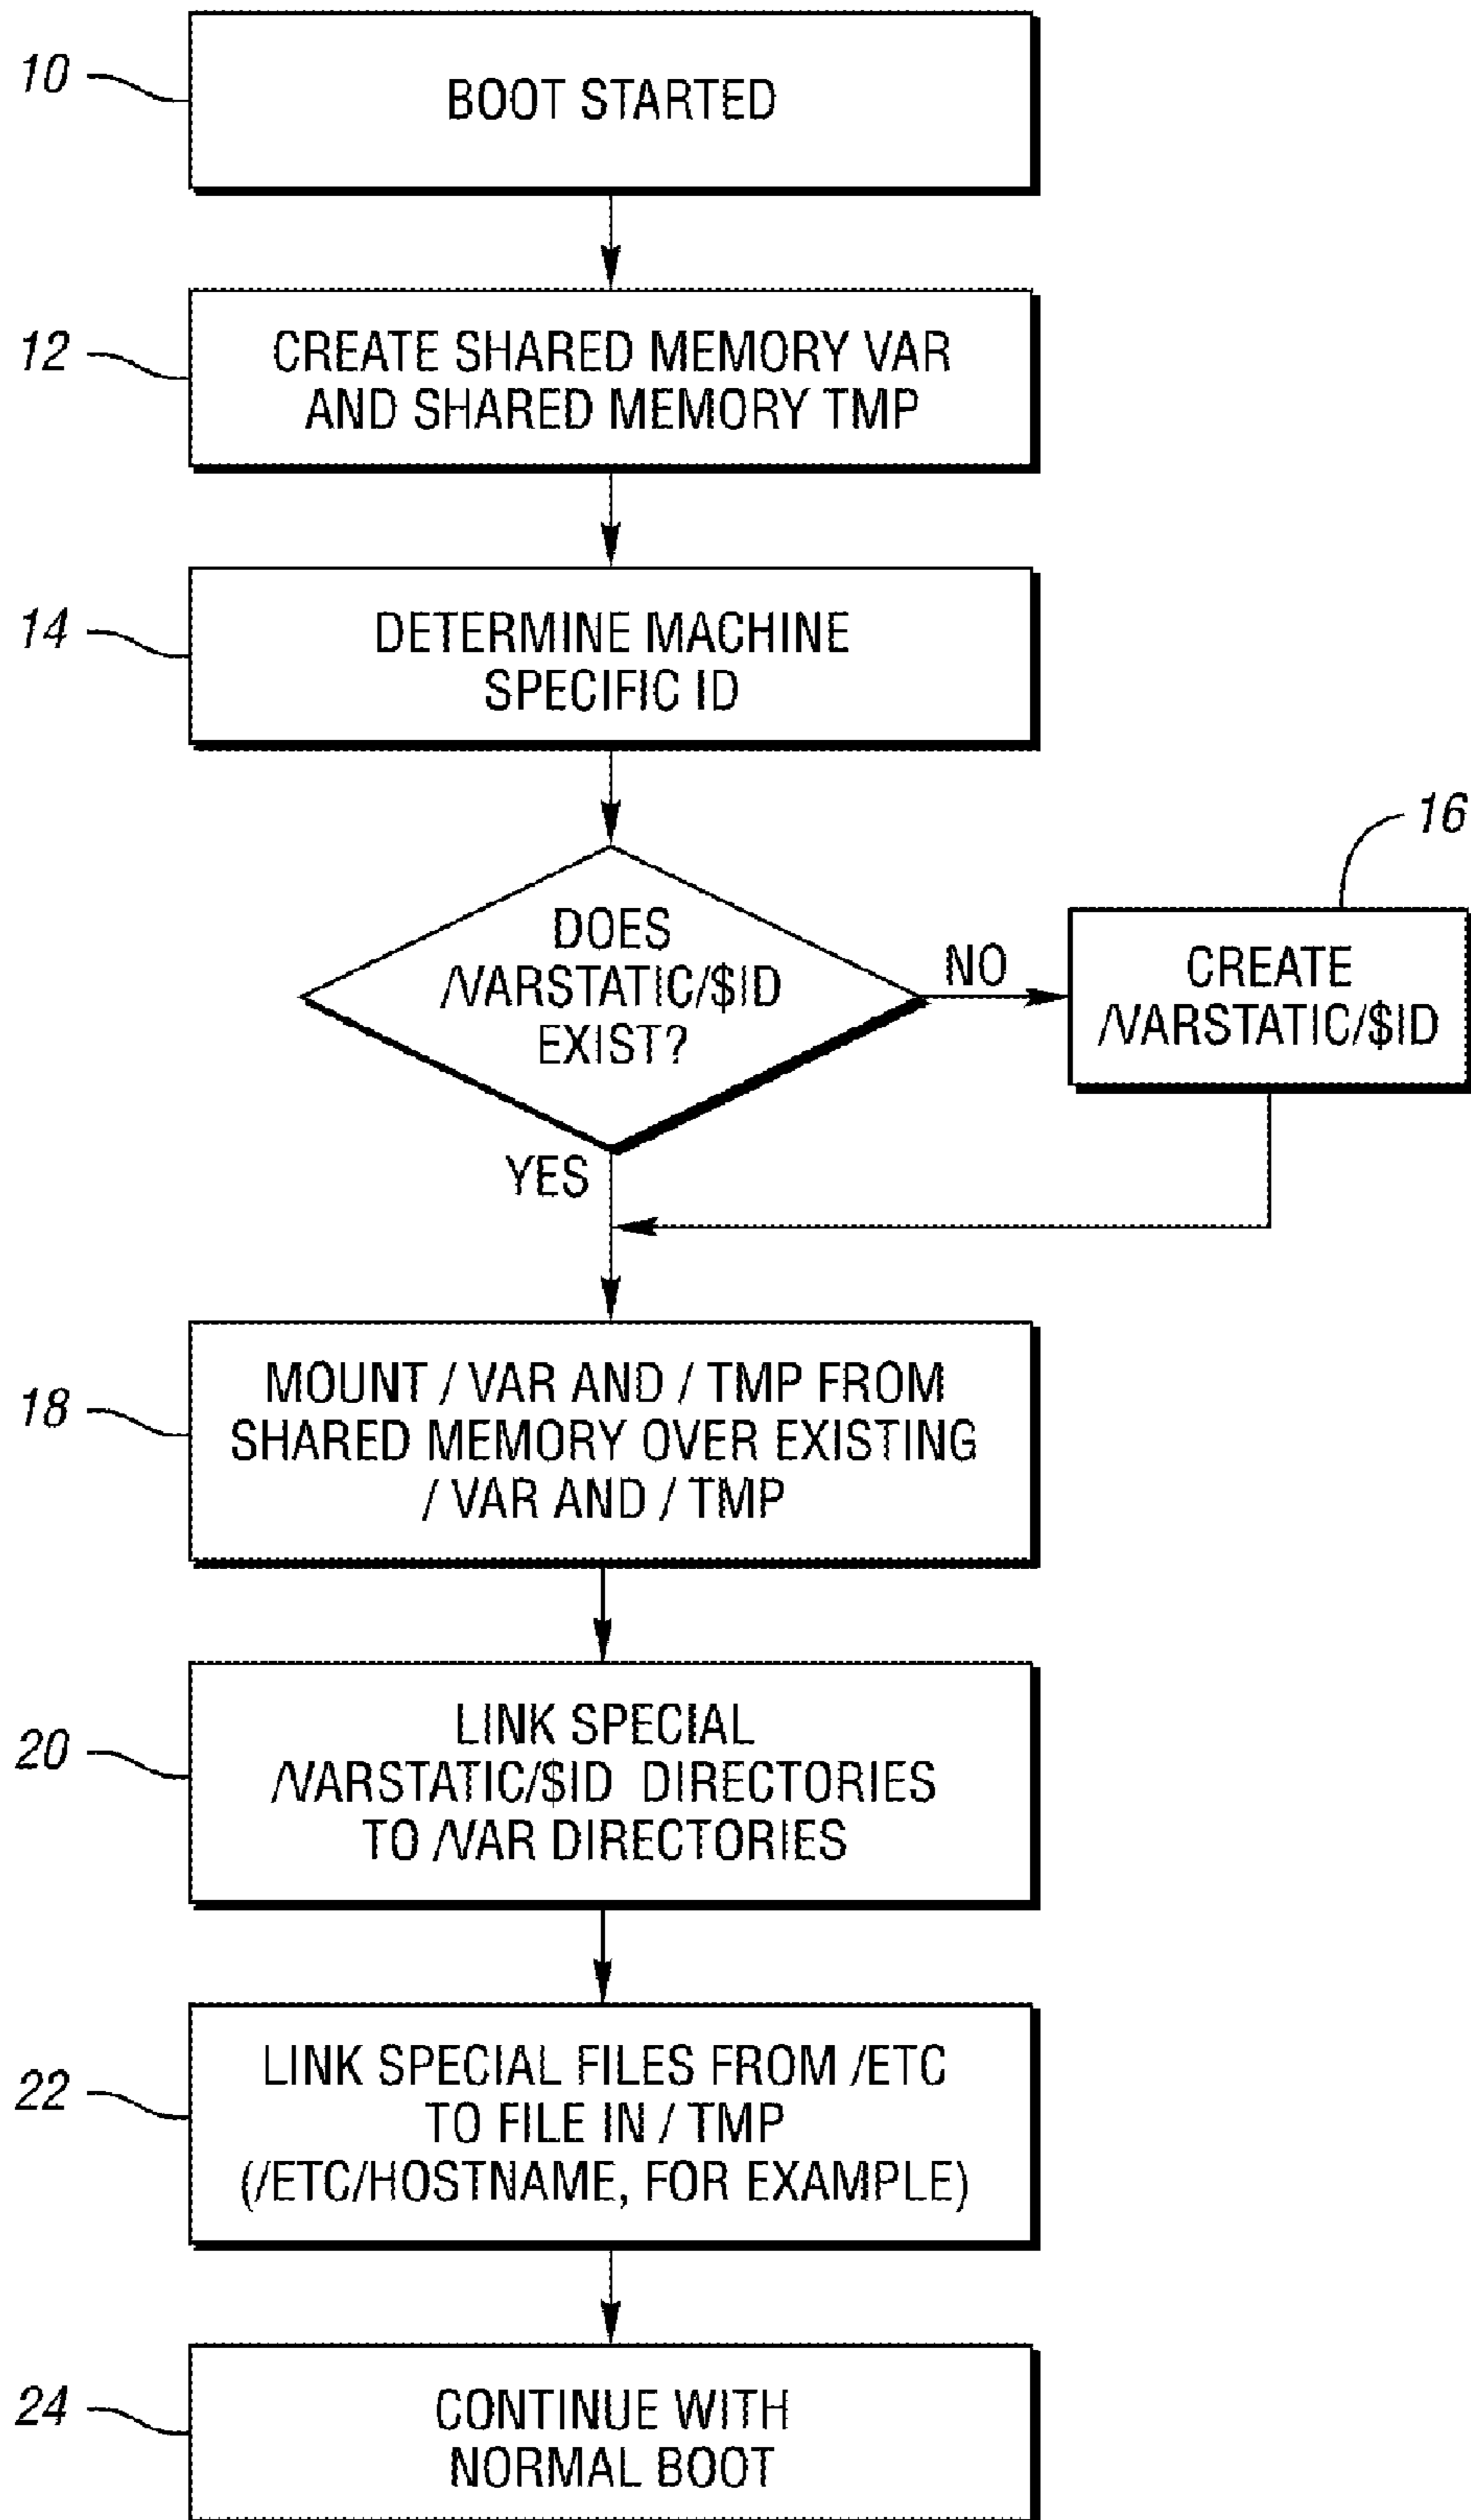 10
BOOT STARTED
12
CREATE SHARED MEMORY VAR
AND SHARED MEMORY TMP
14
DETERMINE MACHINE
SPECIFIC ID
DOES
/VARSTATIC/$ID
EXIST?
NO
16
CREATE
/VARSTATIC/$ID
YES
18
MOUNT / VAR AND / TMP FROM
SHARED MEMORY OVER EXISTING
/ VAR AND / TMP
20
LINK SPECIAL
/VARSTATIC/$ID DIRECTORIES
TO /VAR DIRECTORIES
22
LINK SPECIAL FILES FROM /ETC
TO FILE IN / TMP
(/ETC/HOSTNAME, FOR EXAMPLE)
24
CONTINUE WITH
NORMAL BOOT